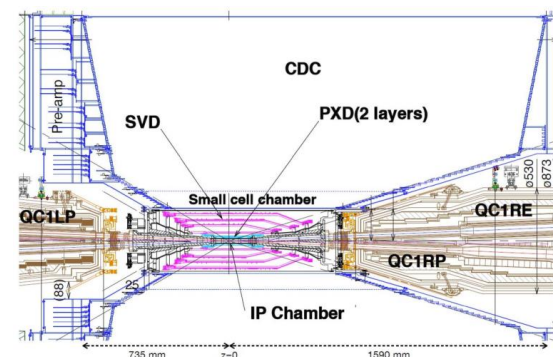 CDC
Pre-amp
SVD
PXD(2 layers)
Small cell chamber
QC1LP
QC1RE
ø530
ø873
QC1RP
(88)
25
IP Chamber
735 mm
z=0
1590 mm